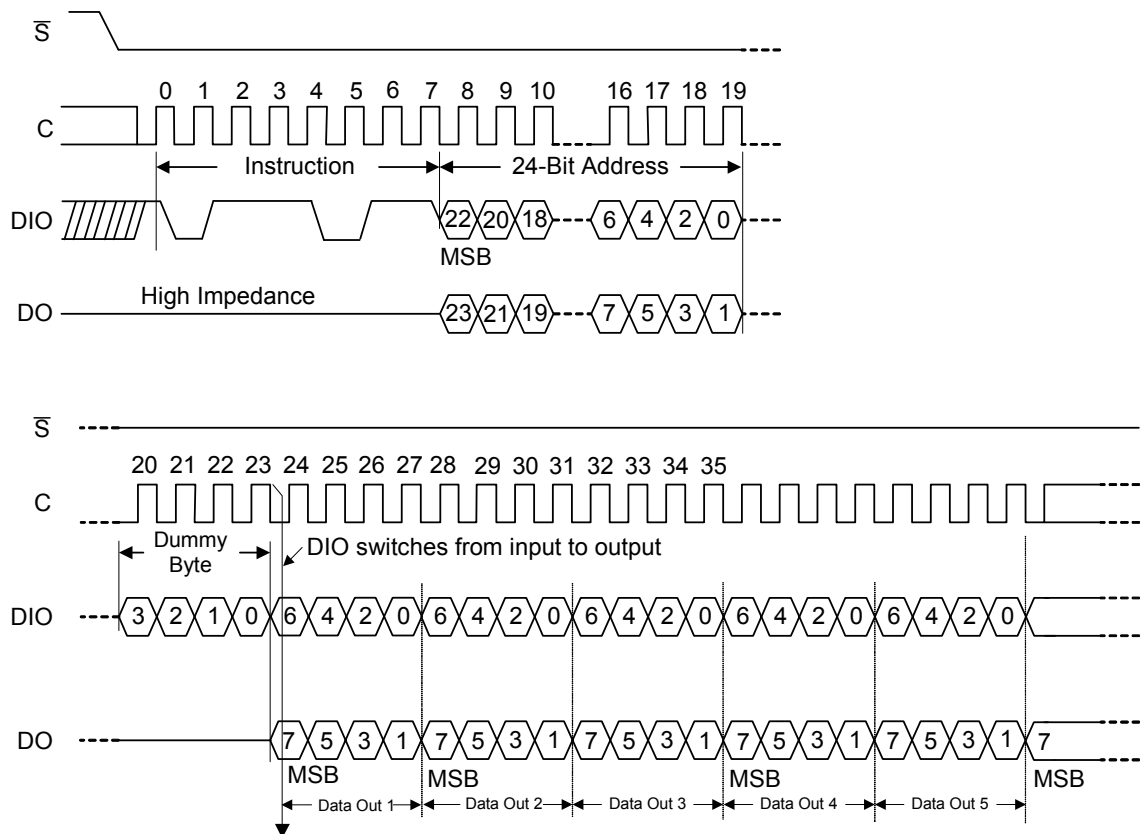 S
0 1 2 3 4 5 6 7 8 9 10 16 17 18 19
C
Instruction 24-Bit Address
DIO 22 20 18 6 4 2 0
MSB
High Impedance
DO 23 21 19 7 5 3 1
S
20 21 22 23 24 25 26 27 28 29 30 31 32 33 34 35
C
Dummy
Byte
DIO switches from input to output
DIO 3 2 1 0 6 4 2 0 6 4 2 0 6 4 2 0 6 4 2 0 6 4 2 0
DO 7 5 3 1 7 5 3 1 7 5 3 1 7 5 3 1 7 5 3 1 7
MSB MSB MSB MSB
Data Out 1 Data Out 2 Data Out 3 Data Out 4 Data Out 5